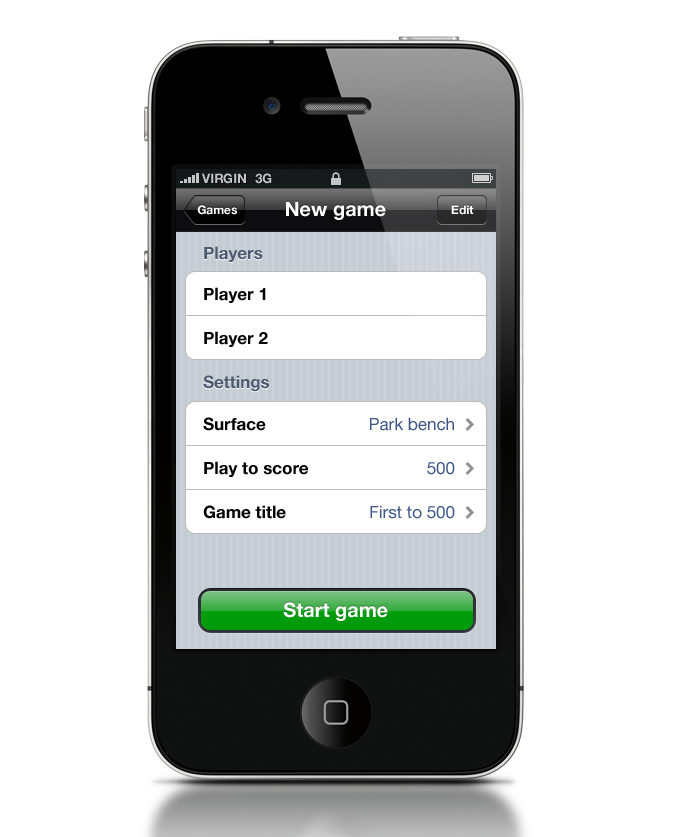 VIRGIN 3G
Games
New game
Edit
Players
Player 1
Player 2
Settings
Surface Park bench
Play to score 500
Game title First to 500
Start game